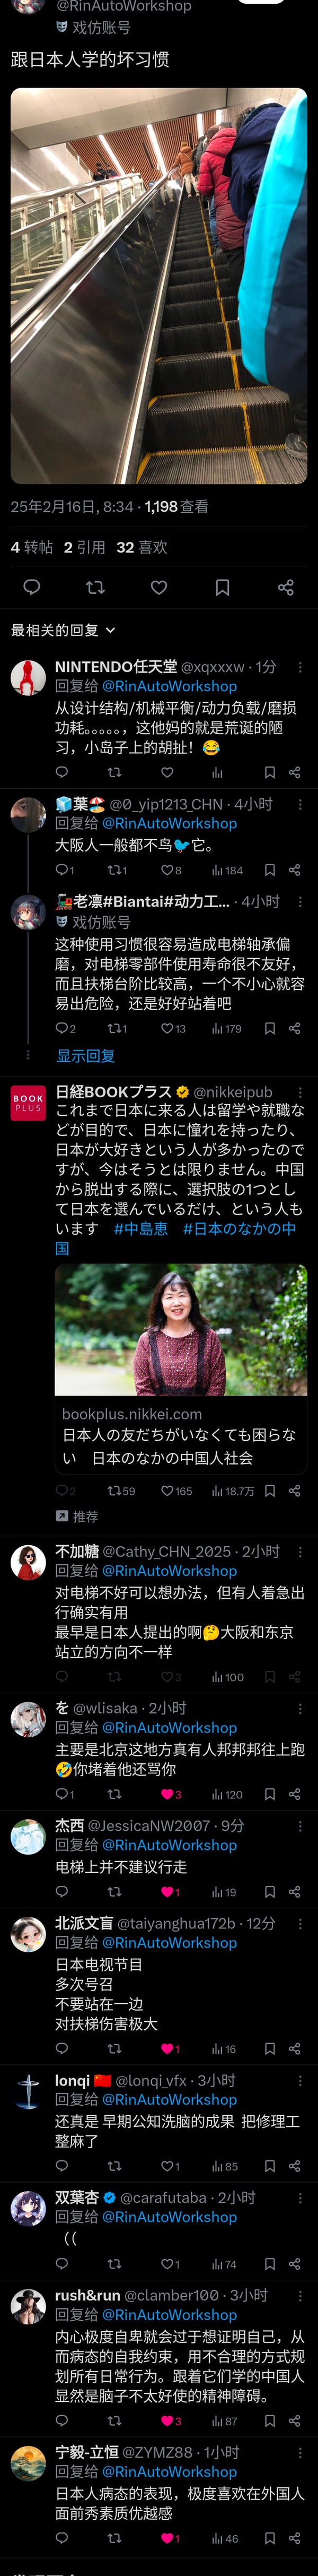 @RinAutoWorkshop
戏仿账号
跟日本人学的坏习惯
25年2月16日, 8:34 · 1,198 查看
4 转帖 2 引用 32 喜欢
最相关的回复
NINTENDO任天堂 @xqxxxw · 1分
回复给 @RinAutoWorkshop
从设计结构/机械平衡/动力负载/磨损
功耗。。。。。，这他妈的就是荒诞的陋
习，小岛子上的胡扯！😂
🧊葉🏖️ @0_yip1213_CHN · 4小时
回复给 @RinAutoWorkshop
大阪人一般都不鸟🐦它。
1 1 8 184
🚂老凛#Biantai#动力工... · 4小时
戏仿账号
这种使用习惯很容易造成电梯轴承偏
磨，对电梯零部件使用寿命很不友好，
而且扶梯台阶比较高，一个不小心就容
易出危险，还是好好站着吧
2 1 13 179
显示回复
BOOK
PLUS
日経BOOKプラス @nikkeipub
これまで日本に来る人は留学や就職な
どが目的で、日本に憧れを持ったり、
日本が大好きという人が多かったので
すが、今はそうとは限りません。中国
から脱出する際に、選択肢の1つとし
て日本を選んでいるだけ、という人も
います #中島恵 #日本のなかの中
国
bookplus.nikkei.com
日本人の友だちがいなくても困らな
い 日本のなかの中国人社会
2 59 165 18.7万
推荐
不加糖 @Cathy_CHN_2025 · 2小时
回复给 @RinAutoWorkshop
对电梯不好可以想办法，但有人着急出
行确实有用
最早是日本人提出的啊🤔大阪和东京
站立的方向不一样
3 100
を @wlisaka · 2小时
回复给 @RinAutoWorkshop
主要是北京这地方真有人邦邦邦往上跑
🤣你堵着他还骂你
1 3 120
杰西 @JessicaNW2007 · 9分
回复给 @RinAutoWorkshop
电梯上并不建议行走
1 19
北派文盲 @taiyanghua172b · 12分
回复给 @RinAutoWorkshop
日本电视节目
多次号召
不要站在一边
对扶梯伤害极大
1 16
lonqi 🇨🇳 @lonqi_vfx · 3小时
回复给 @RinAutoWorkshop
还真是 早期公知洗脑的成果 把修理工
整麻了
1 85
双葉杏 @carafutaba · 2小时
回复给 @RinAutoWorkshop
（（
1 74
rush&run @clamber100 · 3小时
回复给 @RinAutoWorkshop
内心极度自卑就会过于想证明自己，从
而病态的自我约束，用不合理的方式规
划所有日常行为。跟着它们学的中国人
显然是脑子不太好使的精神障碍。
3 87
宁毅-立恒 @ZYMZ88 · 1小时
回复给 @RinAutoWorkshop
日本人病态的表现，极度喜欢在外国人
面前秀素质优越感
1 46